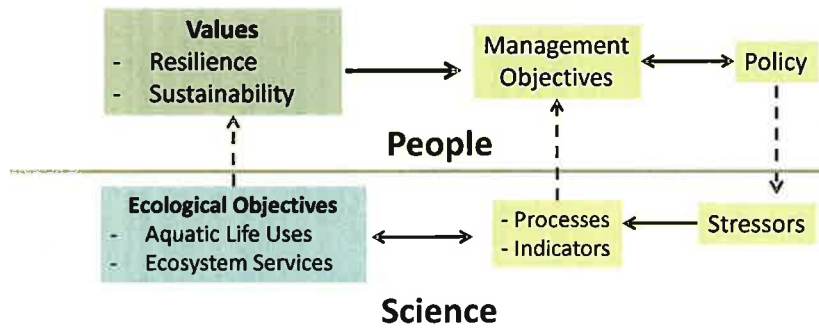 Values
- Resilience
- Sustainability
Management
Objectives
Policy
People
Ecological Objectives
- Aquatic Life Uses
- Ecosystem Services
- Processes
- Indicators
Stressors
Science